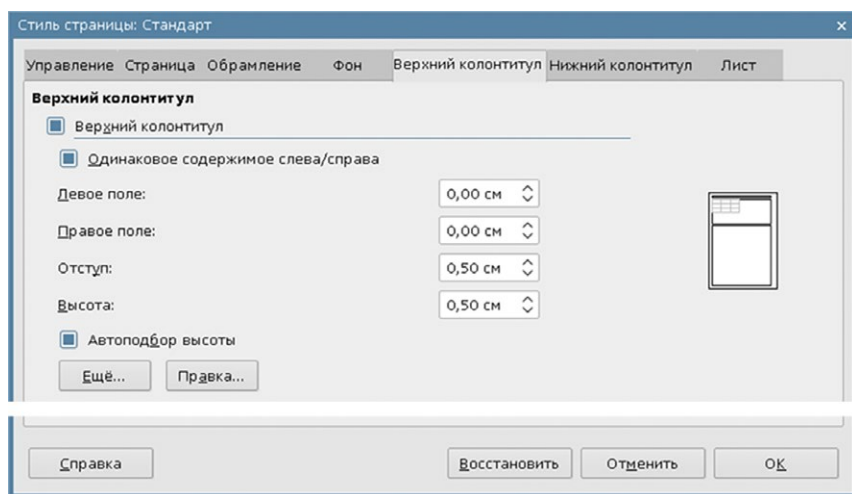 Стиль страницы: Стандарт
Управление Страница Обрамление Фон Верхний колонтитул Нижний колонтитул Лист
Верхний колонтитул
Верхний колонтитул
Одинаковое содержимое слева/справа
Левое поле: 0,00 см
Правое поле: 0,00 см
Отступ: 0,50 см
Высота: 0,50 см
Автоподбор высоты
Ещё... Правка...
Справка Восстановить Отменить OK